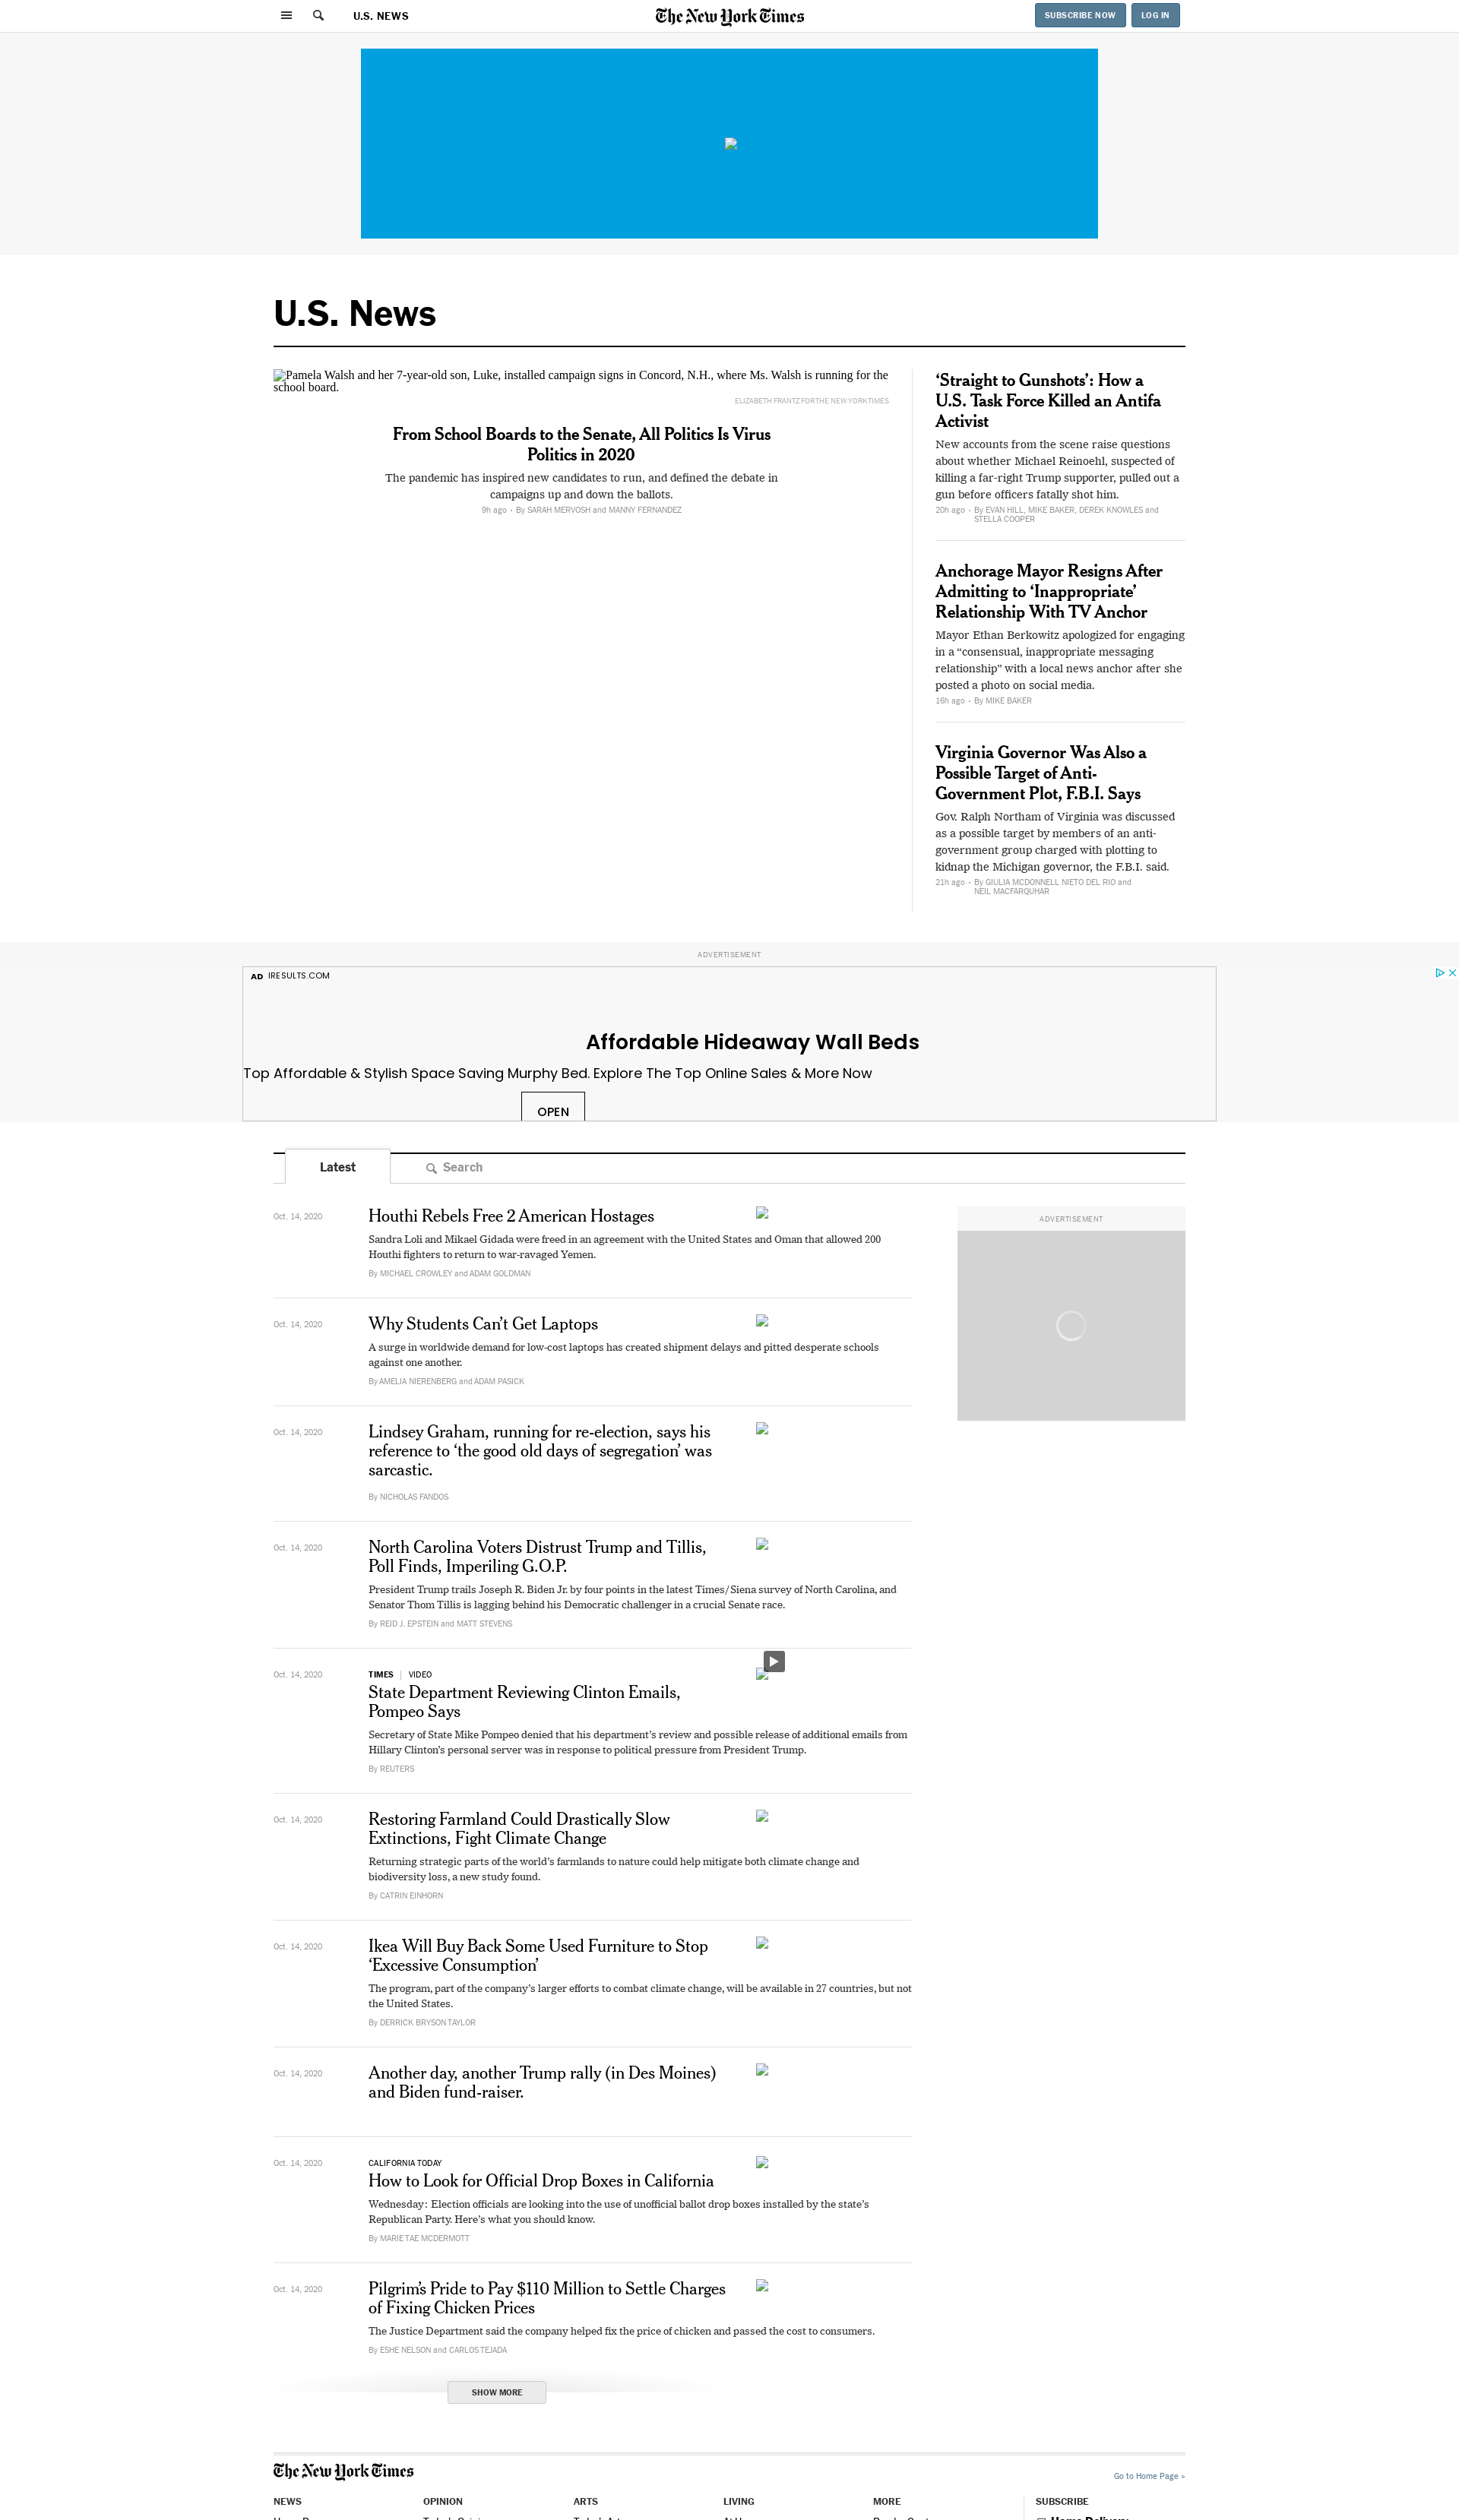 U.S. NEWS
The New York Times
SUBSCRIBE NOW
LOG IN
U.S. News
Pamela Walsh and her 7-year-old son, Luke, installed campaign signs in Concord, N.H., where Ms. Walsh is running for the
school board.
ELIZABETH FRANTZ FOR THE NEW YORK TIMES
From School Boards to the Senate, All Politics Is Virus
Politics in 2020
The pandemic has inspired new candidates to run, and defined the debate in
campaigns up and down the ballots.
9h ago • By SARAH MERVOSH and MANNY FERNANDEZ
‘Straight to Gunshots’: How a
U.S. Task Force Killed an Antifa
Activist
New accounts from the scene raise questions
about whether Michael Reinoehl, suspected of
killing a far-right Trump supporter, pulled out a
gun before officers fatally shot him.
20h ago • By EVAN HILL, MIKE BAKER, DEREK KNOWLES and
STELLA COOPER
Anchorage Mayor Resigns After
Admitting to ‘Inappropriate’
Relationship With TV Anchor
Mayor Ethan Berkowitz apologized for engaging
in a “consensual, inappropriate messaging
relationship” with a local news anchor after she
posted a photo on social media.
16h ago • By MIKE BAKER
Virginia Governor Was Also a
Possible Target of Anti-
Government Plot, F.B.I. Says
Gov. Ralph Northam of Virginia was discussed
as a possible target by members of an anti-
government group charged with plotting to
kidnap the Michigan governor, the F.B.I. said.
21h ago • By GIULIA MCDONNELL NIETO DEL RIO and
NEIL MACFARQUHAR
ADVERTISEMENT
AD IRESULTS.COM
Affordable Hideaway Wall Beds
Top Affordable & Stylish Space Saving Murphy Bed. Explore The Top Online Sales & More Now
OPEN
Latest
Search
Oct. 14, 2020
Houthi Rebels Free 2 American Hostages
Sandra Loli and Mikael Gidada were freed in an agreement with the United States and Oman that allowed 200
Houthi fighters to return to war-ravaged Yemen.
By MICHAEL CROWLEY and ADAM GOLDMAN
ADVERTISEMENT
Oct. 14, 2020
Why Students Can’t Get Laptops
A surge in worldwide demand for low-cost laptops has created shipment delays and pitted desperate schools
against one another.
By AMELIA NIERENBERG and ADAM PASICK
Oct. 14, 2020
Lindsey Graham, running for re-election, says his
reference to ‘the good old days of segregation’ was
sarcastic.
By NICHOLAS FANDOS
Oct. 14, 2020
North Carolina Voters Distrust Trump and Tillis,
Poll Finds, Imperiling G.O.P.
President Trump trails Joseph R. Biden Jr. by four points in the latest Times/Siena survey of North Carolina, and
Senator Thom Tillis is lagging behind his Democratic challenger in a crucial Senate race.
By REID J. EPSTEIN and MATT STEVENS
Oct. 14, 2020
TIMES | VIDEO
State Department Reviewing Clinton Emails,
Pompeo Says
Secretary of State Mike Pompeo denied that his department’s review and possible release of additional emails from
Hillary Clinton’s personal server was in response to political pressure from President Trump.
By REUTERS
Oct. 14, 2020
Restoring Farmland Could Drastically Slow
Extinctions, Fight Climate Change
Returning strategic parts of the world’s farmlands to nature could help mitigate both climate change and
biodiversity loss, a new study found.
By CATRIN EINHORN
Oct. 14, 2020
Ikea Will Buy Back Some Used Furniture to Stop
‘Excessive Consumption’
The program, part of the company’s larger efforts to combat climate change, will be available in 27 countries, but not
the United States.
By DERRICK BRYSON TAYLOR
Oct. 14, 2020
Another day, another Trump rally (in Des Moines)
and Biden fund-raiser.
Oct. 14, 2020
CALIFORNIA TODAY
How to Look for Official Drop Boxes in California
Wednesday: Election officials are looking into the use of unofficial ballot drop boxes installed by the state’s
Republican Party. Here’s what you should know.
By MARIE TAE MCDERMOTT
Oct. 14, 2020
Pilgrim’s Pride to Pay $110 Million to Settle Charges
of Fixing Chicken Prices
The Justice Department said the company helped fix the price of chicken and passed the cost to consumers.
By ESHE NELSON and CARLOS TEJADA
SHOW MORE
The New York Times
Go to Home Page »
NEWS
OPINION
ARTS
LIVING
MORE
SUBSCRIBE